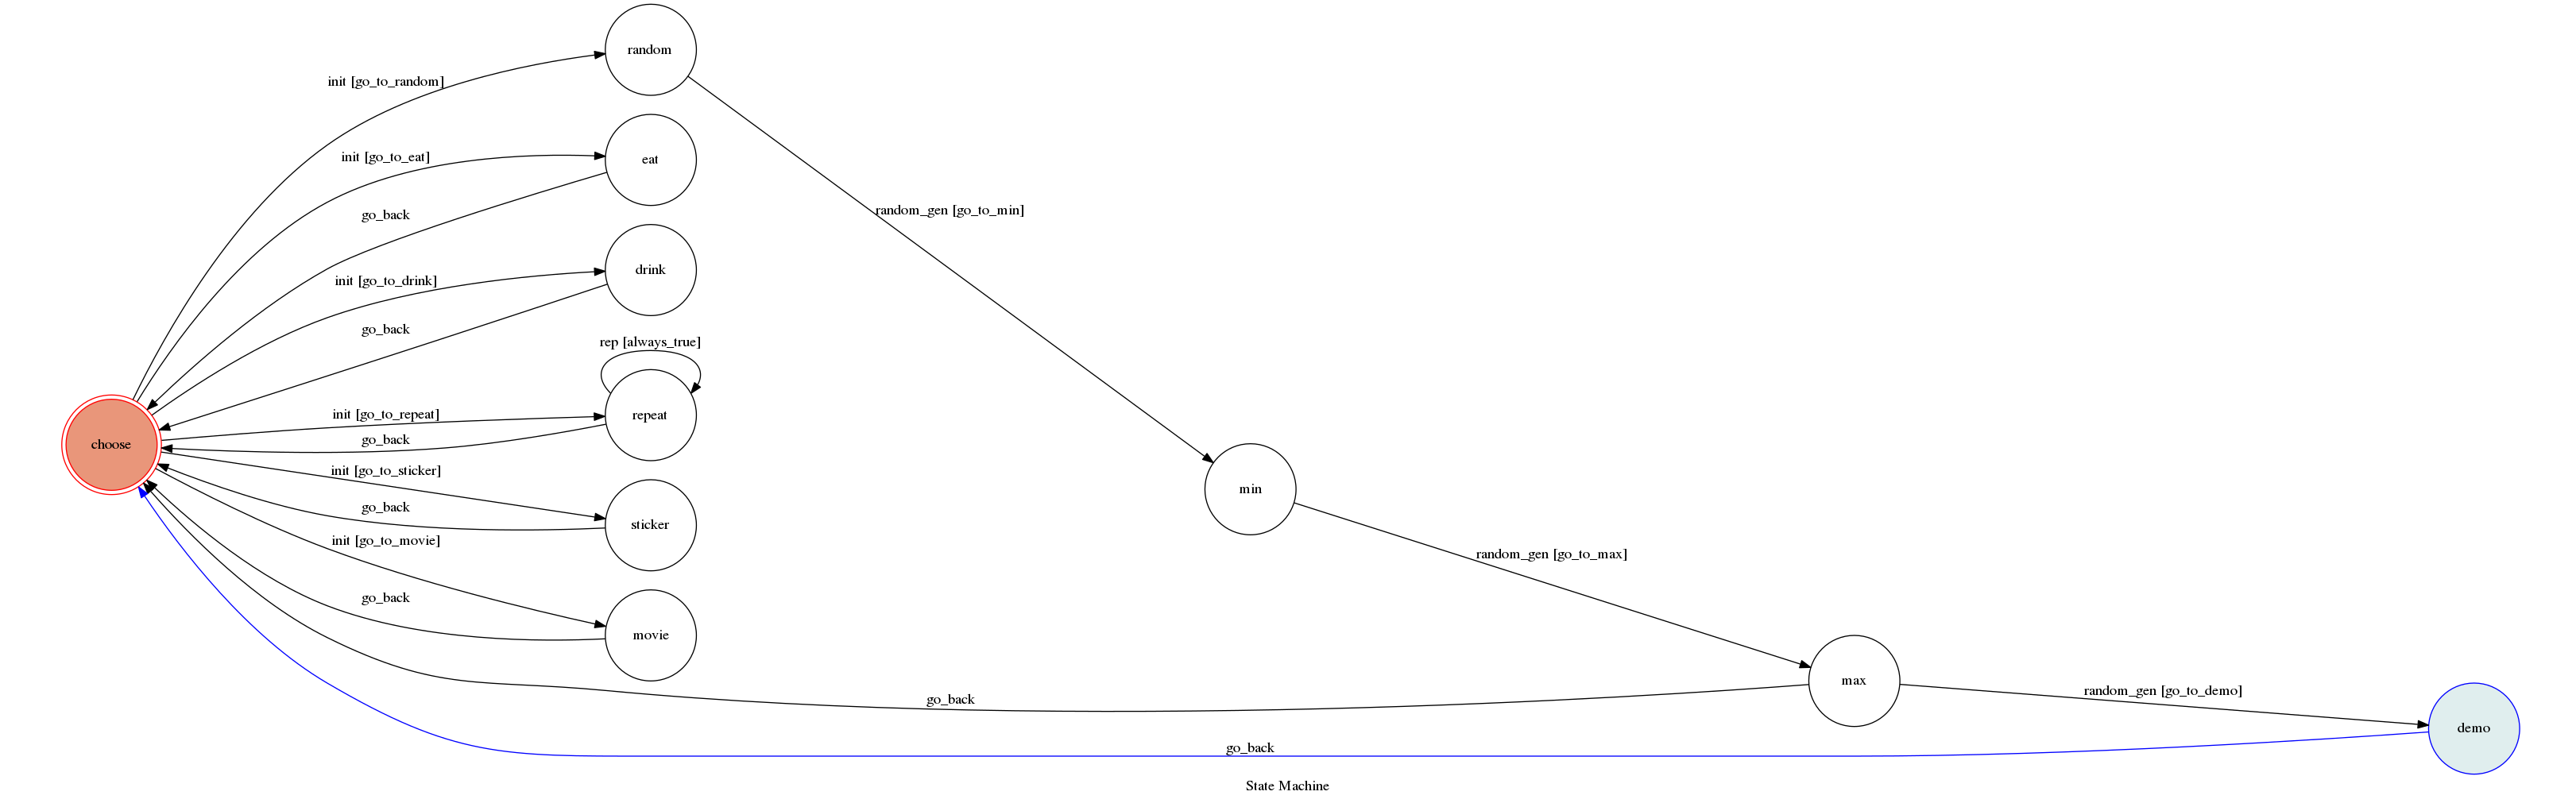 random
init [go_to_random]
init [go_to_eat]
eat
random_gen [go_to_min]
go_back
drink
init [go_to_drink]
go_back
rep [always_true]
init [go_to_repeat]
repeat
go_back
choose
init [go_to_sticker]
min
go_back
sticker
init [go_to_movie]
random_gen [go_to_max]
go_back
movie
max
random_gen [go_to_demo]
go_back
demo
go_back
State Machine